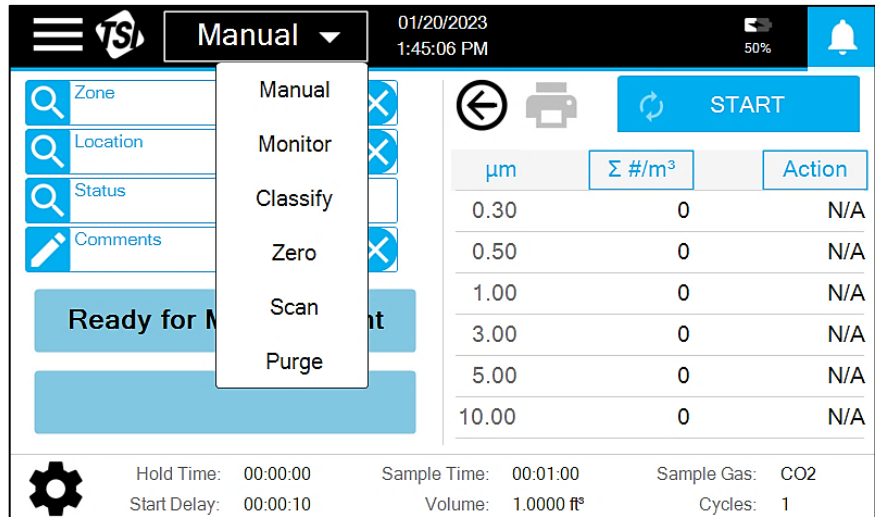 TSI
Manual
01/20/2023
1:45:06 PM
50%
Zone
Location
Status
Comments
Manual
Monitor
Classify
Zero
Scan
Purge
Ready for M nt
START
µm Σ #/m³ Action
0.30 0 N/A
0.50 0 N/A
1.00 0 N/A
3.00 0 N/A
5.00 0 N/A
10.00 0 N/A
Hold Time: 00:00:00 Sample Time: 00:01:00 Sample Gas: CO2
Start Delay: 00:00:10 Volume: 1.0000 ft³ Cycles: 1